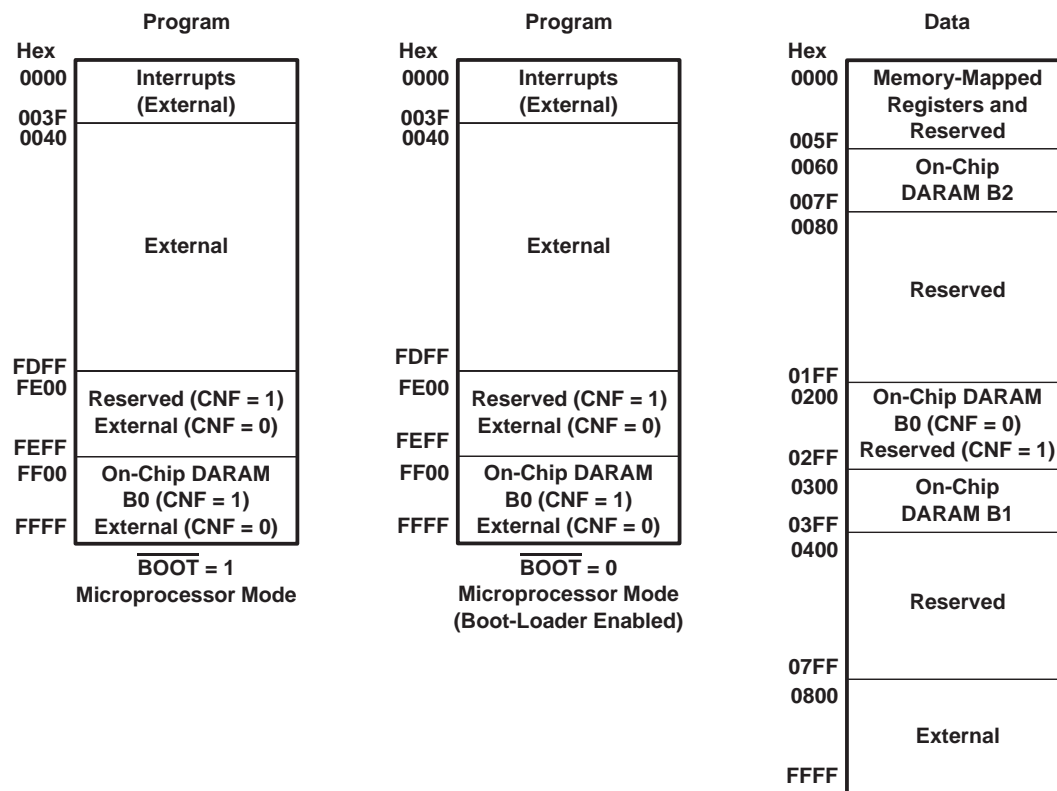 Program
Hex
0000
Interrupts
(External)
003F
0040
External
FDFF
FE00
Reserved (CNF = 1)
External (CNF = 0)
FEFF
FF00
On-Chip DARAM
B0 (CNF = 1)
External (CNF = 0)
FFFF
BOOT = 1
Microprocessor Mode
Program
Hex
0000
Interrupts
(External)
003F
0040
External
FDFF
FE00
Reserved (CNF = 1)
External (CNF = 0)
FEFF
FF00
On-Chip DARAM
B0 (CNF = 1)
External (CNF = 0)
FFFF
BOOT = 0
Microprocessor Mode
(Boot-Loader Enabled)
Data
Hex
0000
Memory-Mapped
Registers and
Reserved
005F
0060
On-Chip
DARAM B2
007F
0080
Reserved
01FF
0200
On-Chip DARAM
B0 (CNF = 0)
Reserved (CNF = 1)
02FF
0300
On-Chip
DARAM B1
03FF
0400
Reserved
07FF
0800
External
FFFF